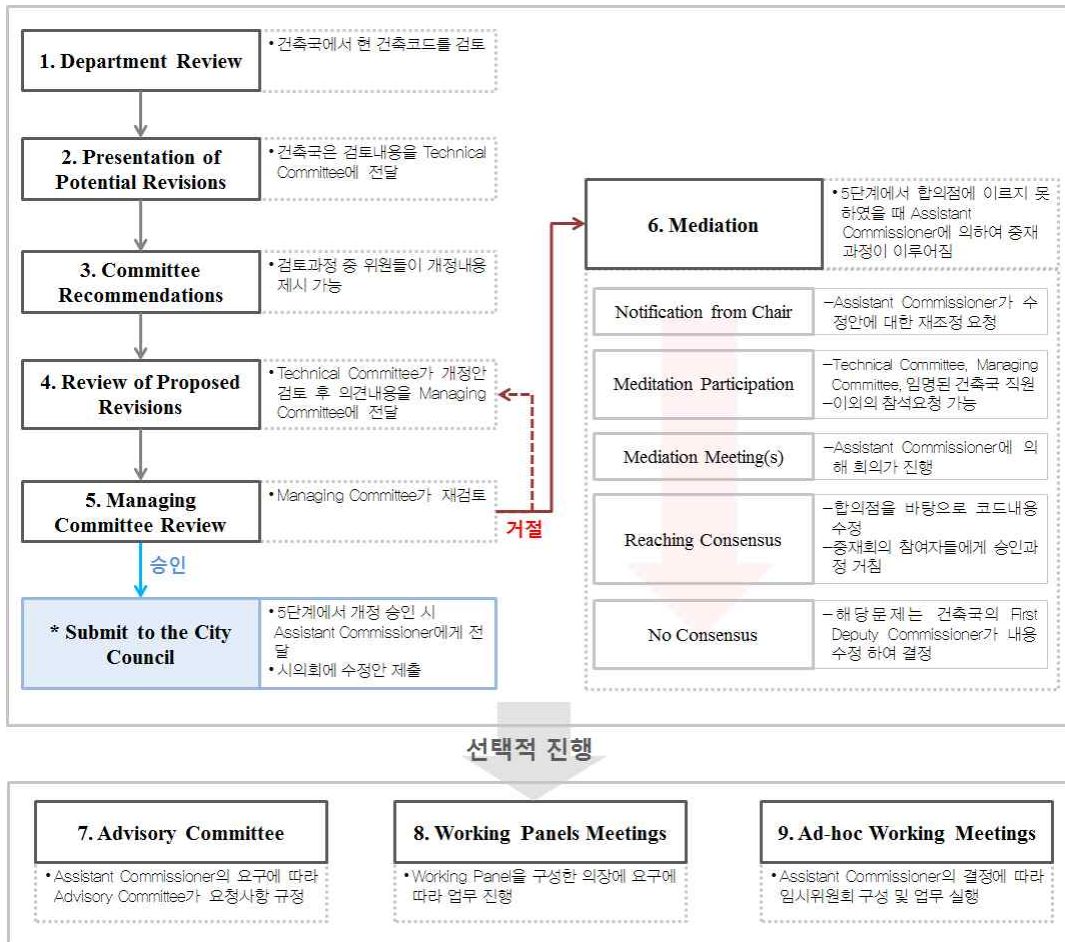 1. Department Review
• 건축국에서 현 건축코드를 검토
2. Presentation of
Potential Revisions
• 건축국은 검토내용을 Technical
Committee에 전달
3. Committee
Recommendations
• 검토과정 중 위원들이 개정내용
제시 가능
4. Review of Proposed
Revisions
• Technical Committee가 개정안
검토 후 의견내용을 Managing
Committee에 전달
5. Managing
Committee Review
• Managing Committee가 재검토
거절
승인
* Submit to the City
Council
• 5단계에서 개정 승인 시
Assistant Commissioner에게 전
달
• 시의회에 수정안 제출
6. Mediation
• 5단계에서 합의점에 이르지 못
하였을 때 Assistant
Commissioner에 의하여 중재
과정이 이루어짐
Notification from Chair
–Assistant Commissioner가 수
정안에 대한 재조정 요청
Meditation Participation
–Technical Committee, Managing
Committee, 임명된 건축국 직원
–이외의 참석요청 가능
Mediation Meeting(s)
–Assistant Commissioner에 의
해 회의가 진행
Reaching Consensus
–합의점을 바탕으로 코드내용
수정
–중재회의 참여자들에게 승인과
정 거침
No Consensus
–해당문제는 건축국의 First
Deputy Commissioner가 내용
수정 하여 결정
선택적 진행
7. Advisory Committee
• Assistant Commissioner의 요구에 따라
Advisory Committee가 요청사항 규정
8. Working Panels Meetings
• Working Panel을 구성한 의장에 요구에
따라 업무 진행
9. Ad-hoc Working Meetings
• Assistant Commissioner의 결정에 따라
임시위원회 구성 및 업무 실행